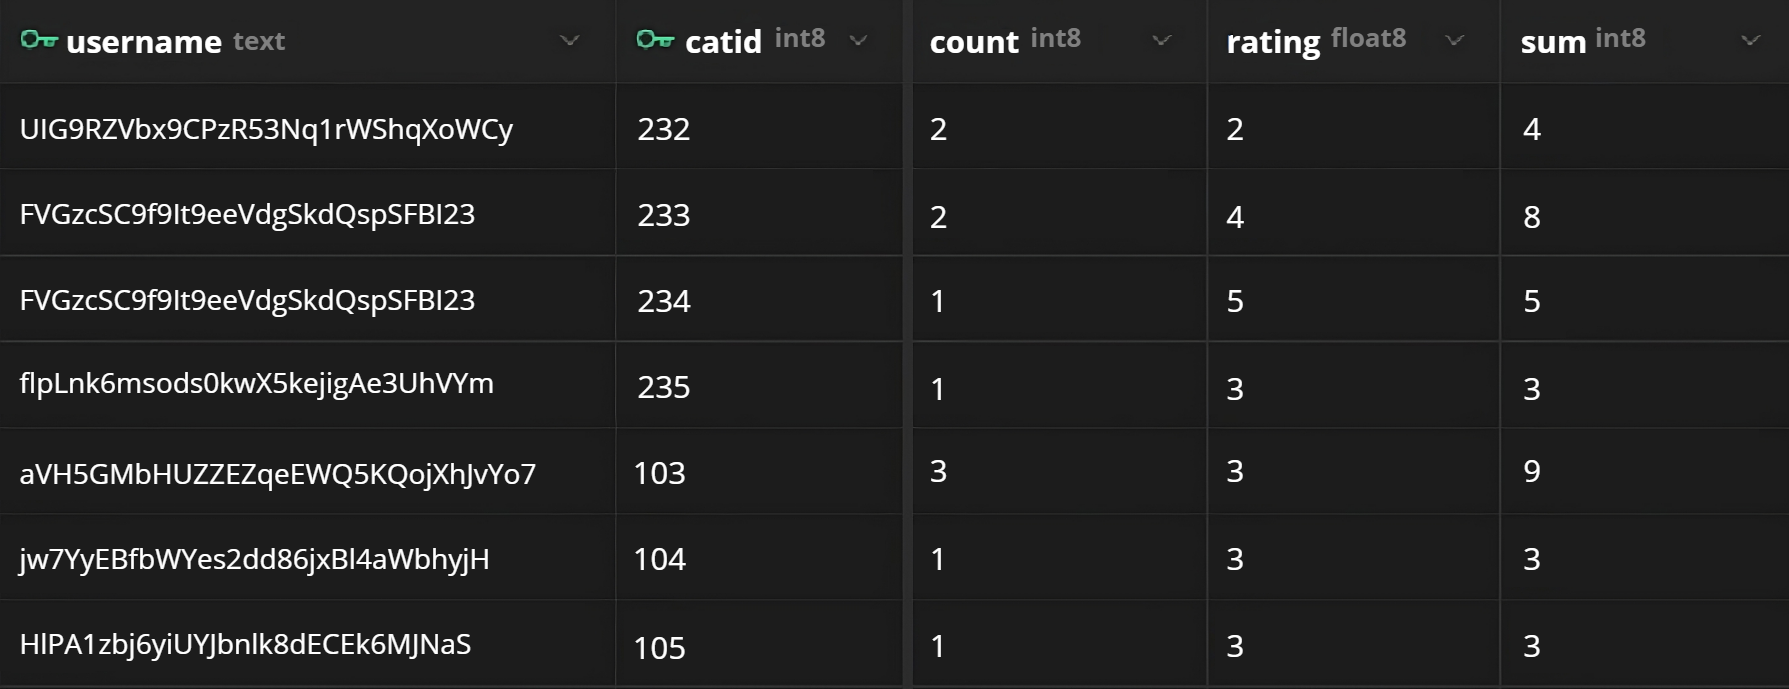 username text catid int8 count int8 rating float8 sum int8
UIG9RZVbx9CPzR53Nq1rWShqXoWCy 232 2 2 4
FVGzcSC9f9It9eeVdgSkdQspSFBI23 233 2 4 8
FVGzcSC9f9It9eeVdgSkdQspSFBI23 234 1 5 5
flpLnk6msods0kwX5kejigAe3UhVYm 235 1 3 3
aVH5GMbHUZZEZqeEWQ5KQojXhJvYo7 103 3 3 9
jw7YyEBfbWYes2dd86jxBl4aWbhyjH 104 1 3 3
HlPA1zbj6yiUYJbnlk8dECEk6MJNaS 105 1 3 3